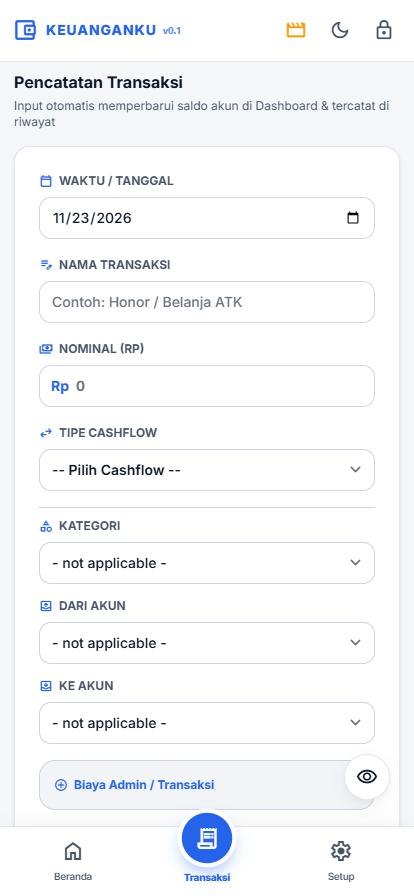 KEUANGANKU v0.1
Pencatatan Transaksi
Input otomatis memperbarui saldo akun di Dashboard & tercatat di
riwayat
WAKTU / TANGGAL
11/23/2026
NAMA TRANSAKSI
Contoh: Honor / Belanja ATK
NOMINAL (RP)
Rp 0
TIPE CASHFLOW
-- Pilih Cashflow --
KATEGORI
- not applicable -
DARI AKUN
- not applicable -
KE AKUN
- not applicable -
Biaya Admin / Transaksi
Beranda
Transaksi
Setup